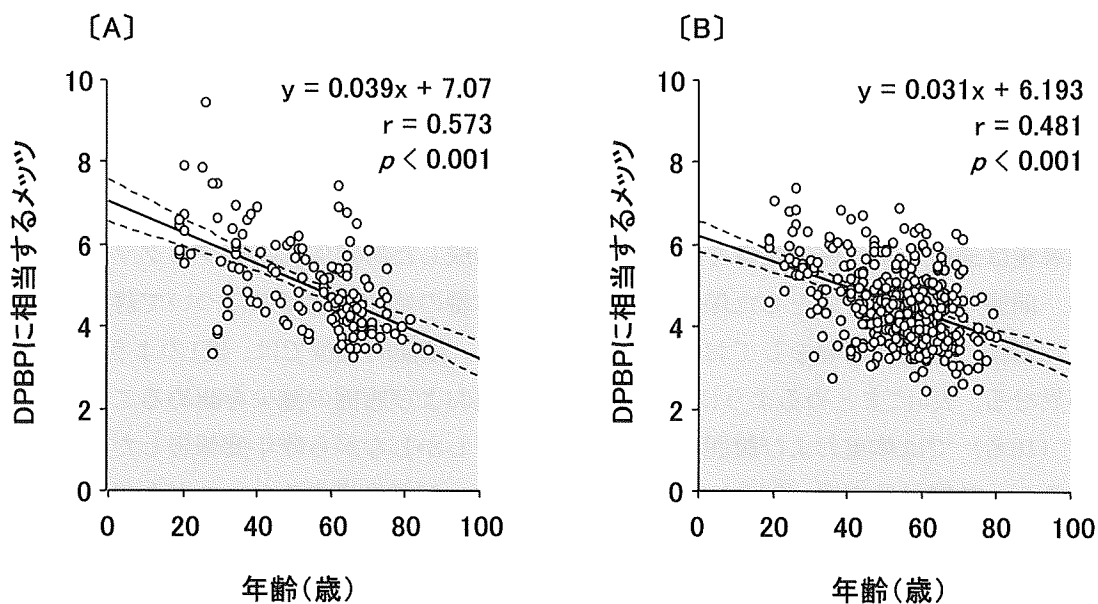 〔A〕
y = 0.039x + 7.07
r = 0.573
p < 0.001
DPBPに相当するメッツ
10
8
6
4
2
0
0 20 40 60 80 100
年齢(歳)
〔B〕
y = 0.031x + 6.193
r = 0.481
p < 0.001
DPBPに相当するメッツ
10
8
6
4
2
0
0 20 40 60 80 100
年齢(歳)